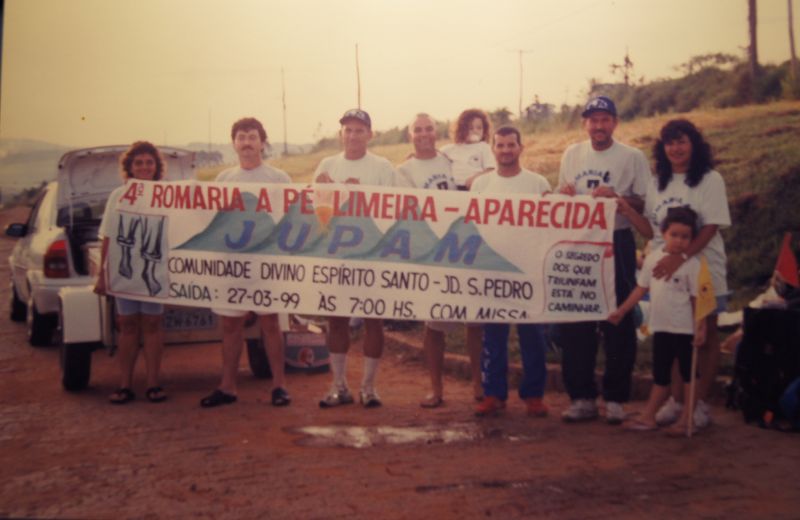 4ª ROMARIA A PÉ LIMEIRA - APARECIDA
JUPAM
COMUNIDADE DIVINO ESPÍRITO SANTO - JD. S. PEDRO
SAÍDA: 27-03-99 ÀS 7:00 HS. COM MISSA
O SEGREDO
DOS QUE
TRIUNFAM
ESTÁ NO
CAMINHAR.